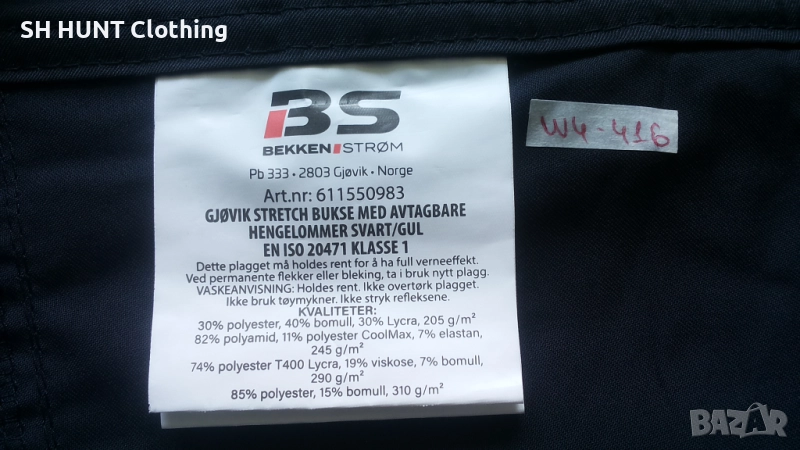 SH HUNT Clothing
BS
BEKKEN STRØM
Pb 333 • 2803 Gjøvik • Norge
Art.nr: 611550983
GJØVIK STRETCH BUKSE MED AVTAGBARE
HENGELOMMER SVART/GUL
EN ISO 20471 KLASSE 1
Dette plagget må holdes rent for å ha full verneeffekt.
Ved permanente flekker eller bleking, ta i bruk nytt plagg.
VASKEANVISNING: Holdes rent. Ikke overtørk plagget.
Ikke bruk tøymykner. Ikke stryk refleksene.
KVALITETER:
30% polyester, 40% bomull, 30% Lycra, 205 g/m²
82% polyamid, 11% polyester CoolMax, 7% elastan,
245 g/m²
74% polyester T400 Lycra, 19% viskose, 7% bomull,
290 g/m²
85% polyester, 15% bomull, 310 g/m²
W4-416
BAZAR